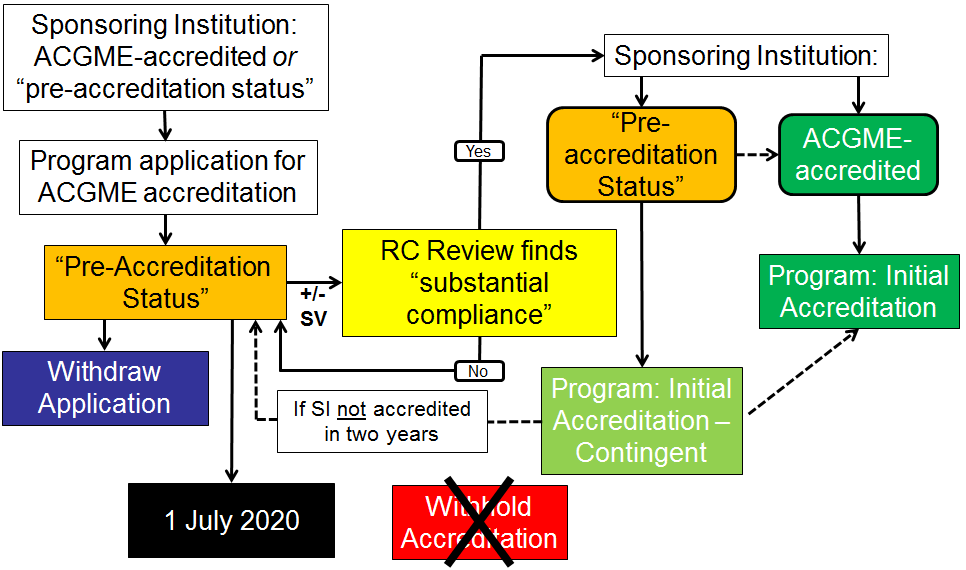 Sponsoring Institution:
ACGME-accredited or
“pre-accreditation status”
Program application for
ACGME accreditation
“Pre-Accreditation
Status”
Withdraw
Application
1 July 2020
+/-
SV
RC Review finds
“substantial
compliance”
Yes
No
If SI not accredited
in two years
Withhold
Accreditation
Sponsoring Institution:
“Pre-
accreditation
Status”
ACGME-
accredited
Program: Initial
Accreditation
Program: Initial
Accreditation –
Contingent